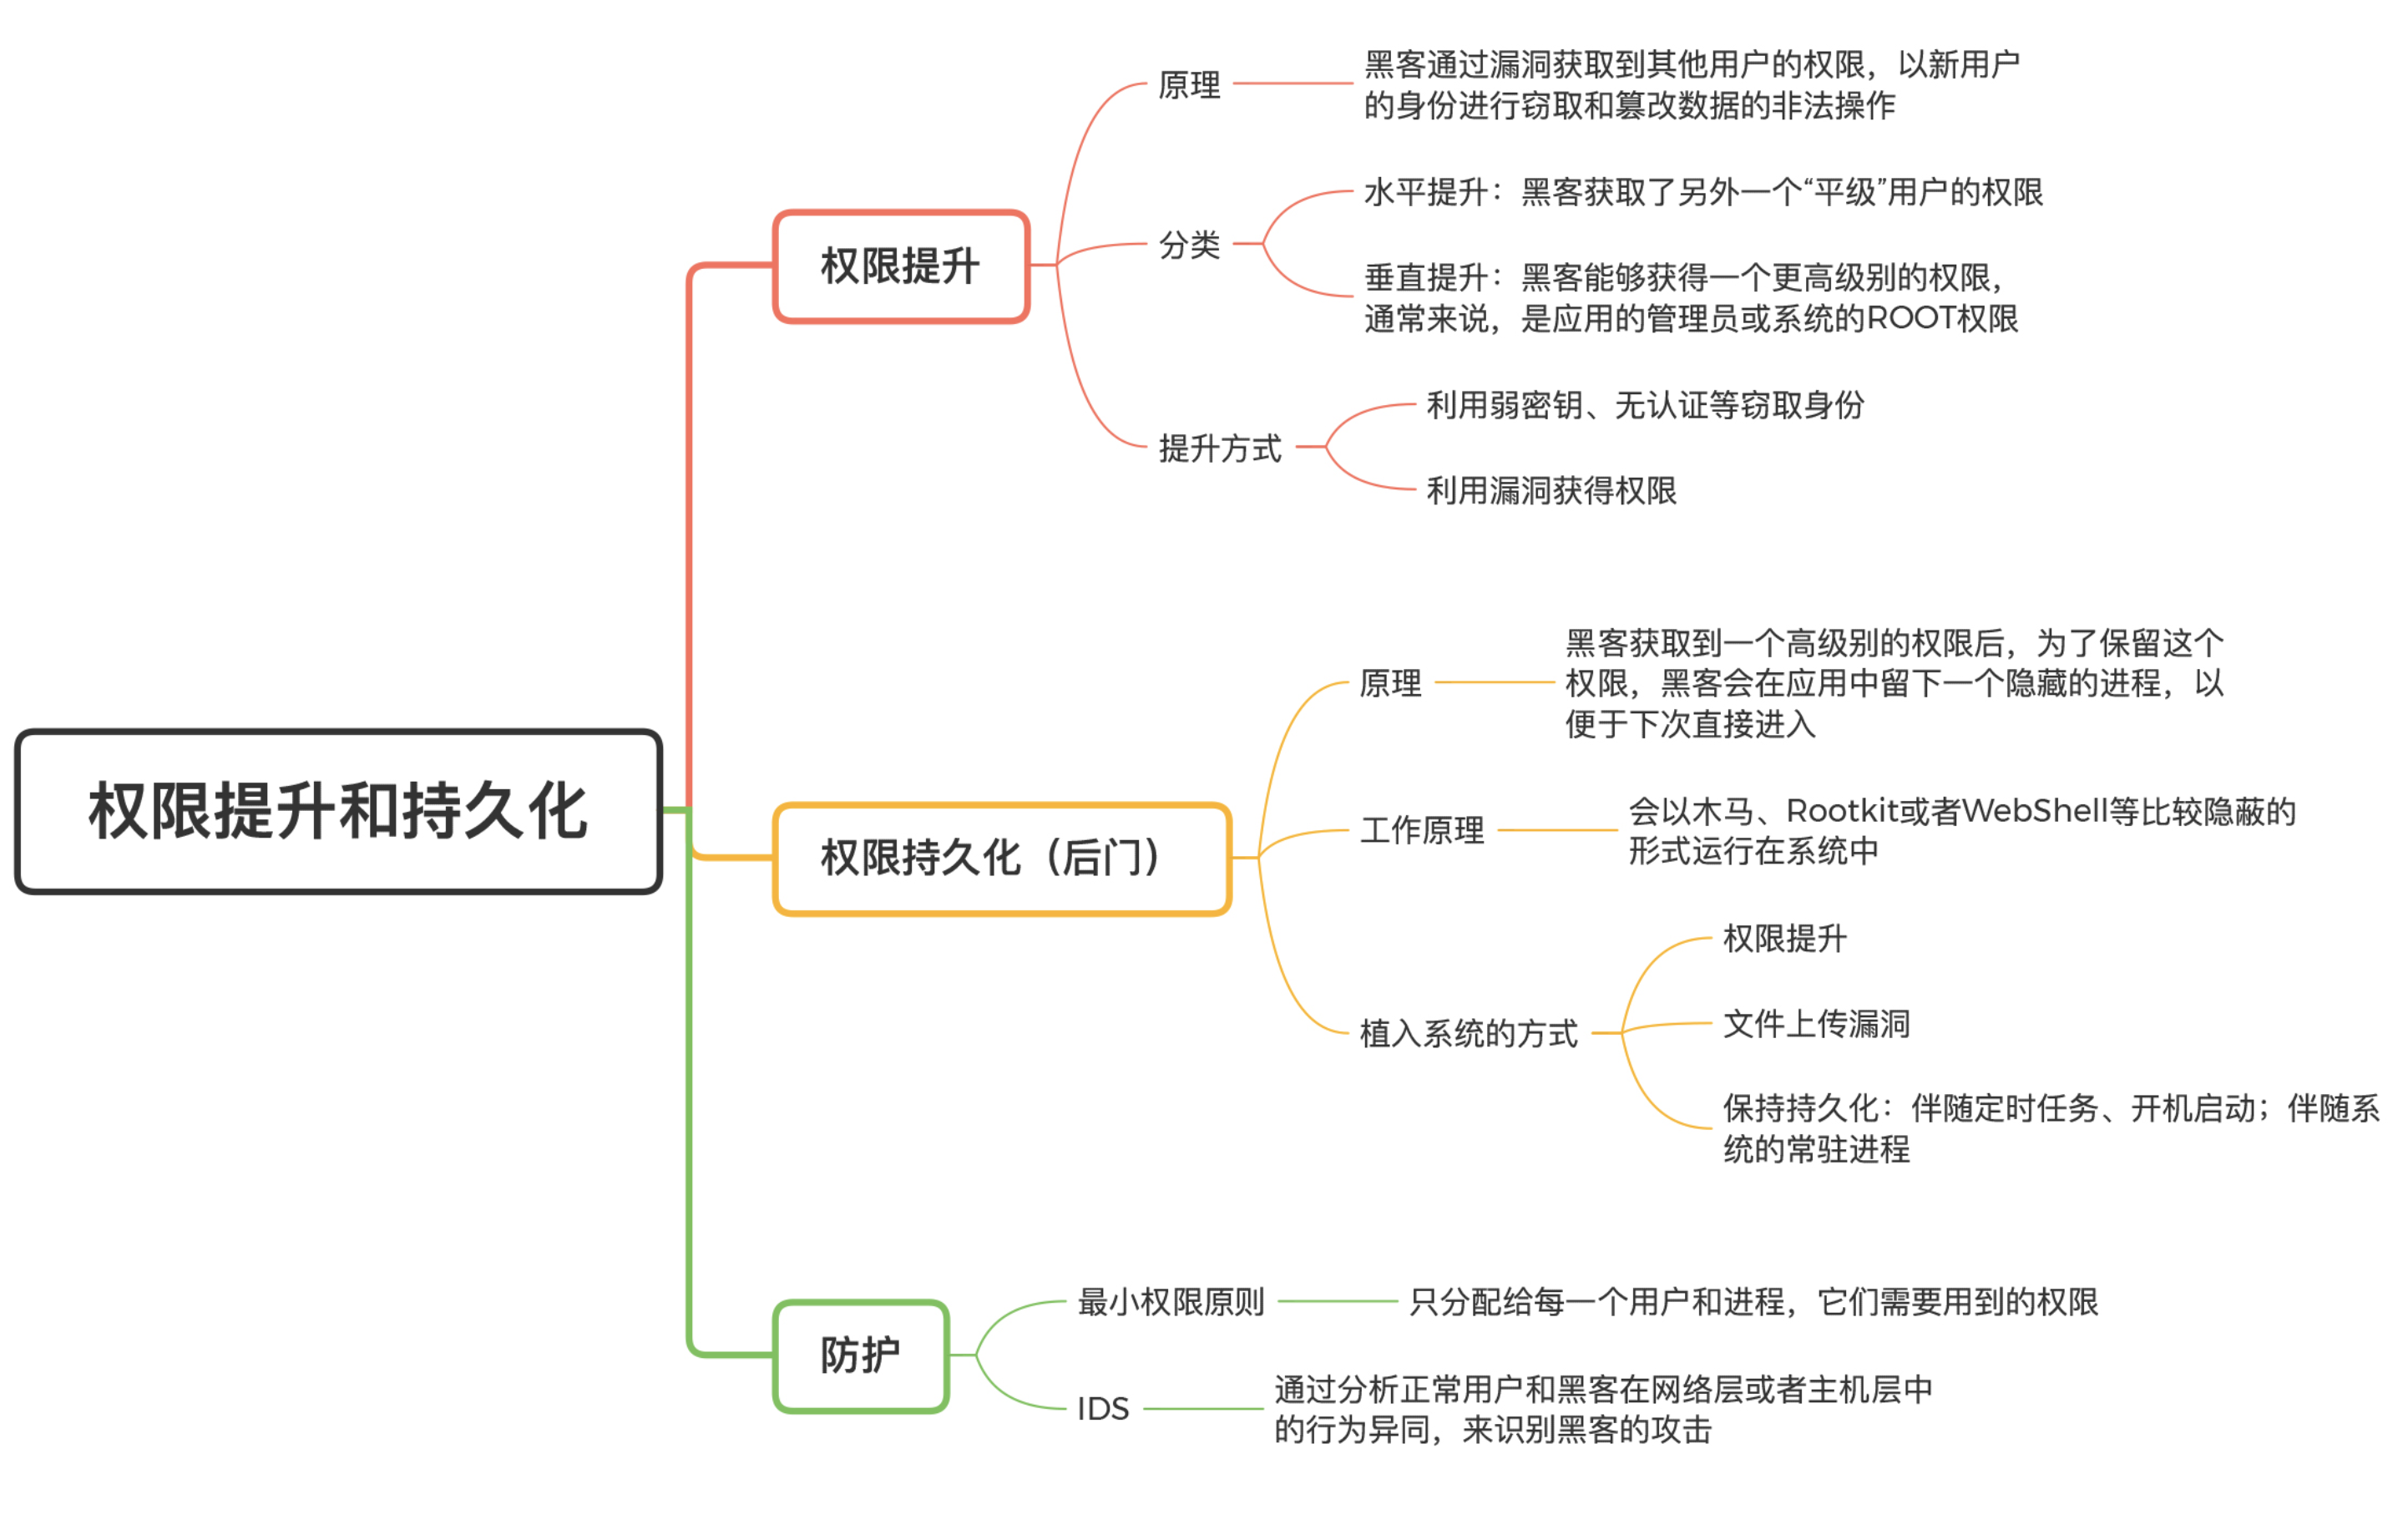 权限提升和持久化
权限提升
原理
黑客通过漏洞获取到其他用户的权限，以新用户
的身份进行窃取和篡改数据的非法操作
分类
水平提升：黑客获取了另外一个“平级”用户的权限
垂直提升：黑客能够获得一个更高级别的权限，
通常来说，是应用的管理员或系统的ROOT权限
提升方式
利用弱密钥、无认证等窃取身份
利用漏洞获得权限
权限持久化（后门）
原理
黑客获取到一个高级别的权限后，为了保留这个
权限，黑客会在应用中留下一个隐藏的进程，以
便于下次直接进入
工作原理
会以木马、Rootkit或者WebShell等比较隐蔽的
形式运行在系统中
植入系统的方式
权限提升
文件上传漏洞
保持持久化：伴随定时任务、开机启动；伴随系
统的常驻进程
防护
最小权限原则
只分配给每一个用户和进程，它们需要用到的权限
IDS
通过分析正常用户和黑客在网络层或者主机层中
的行为异同，来识别黑客的攻击